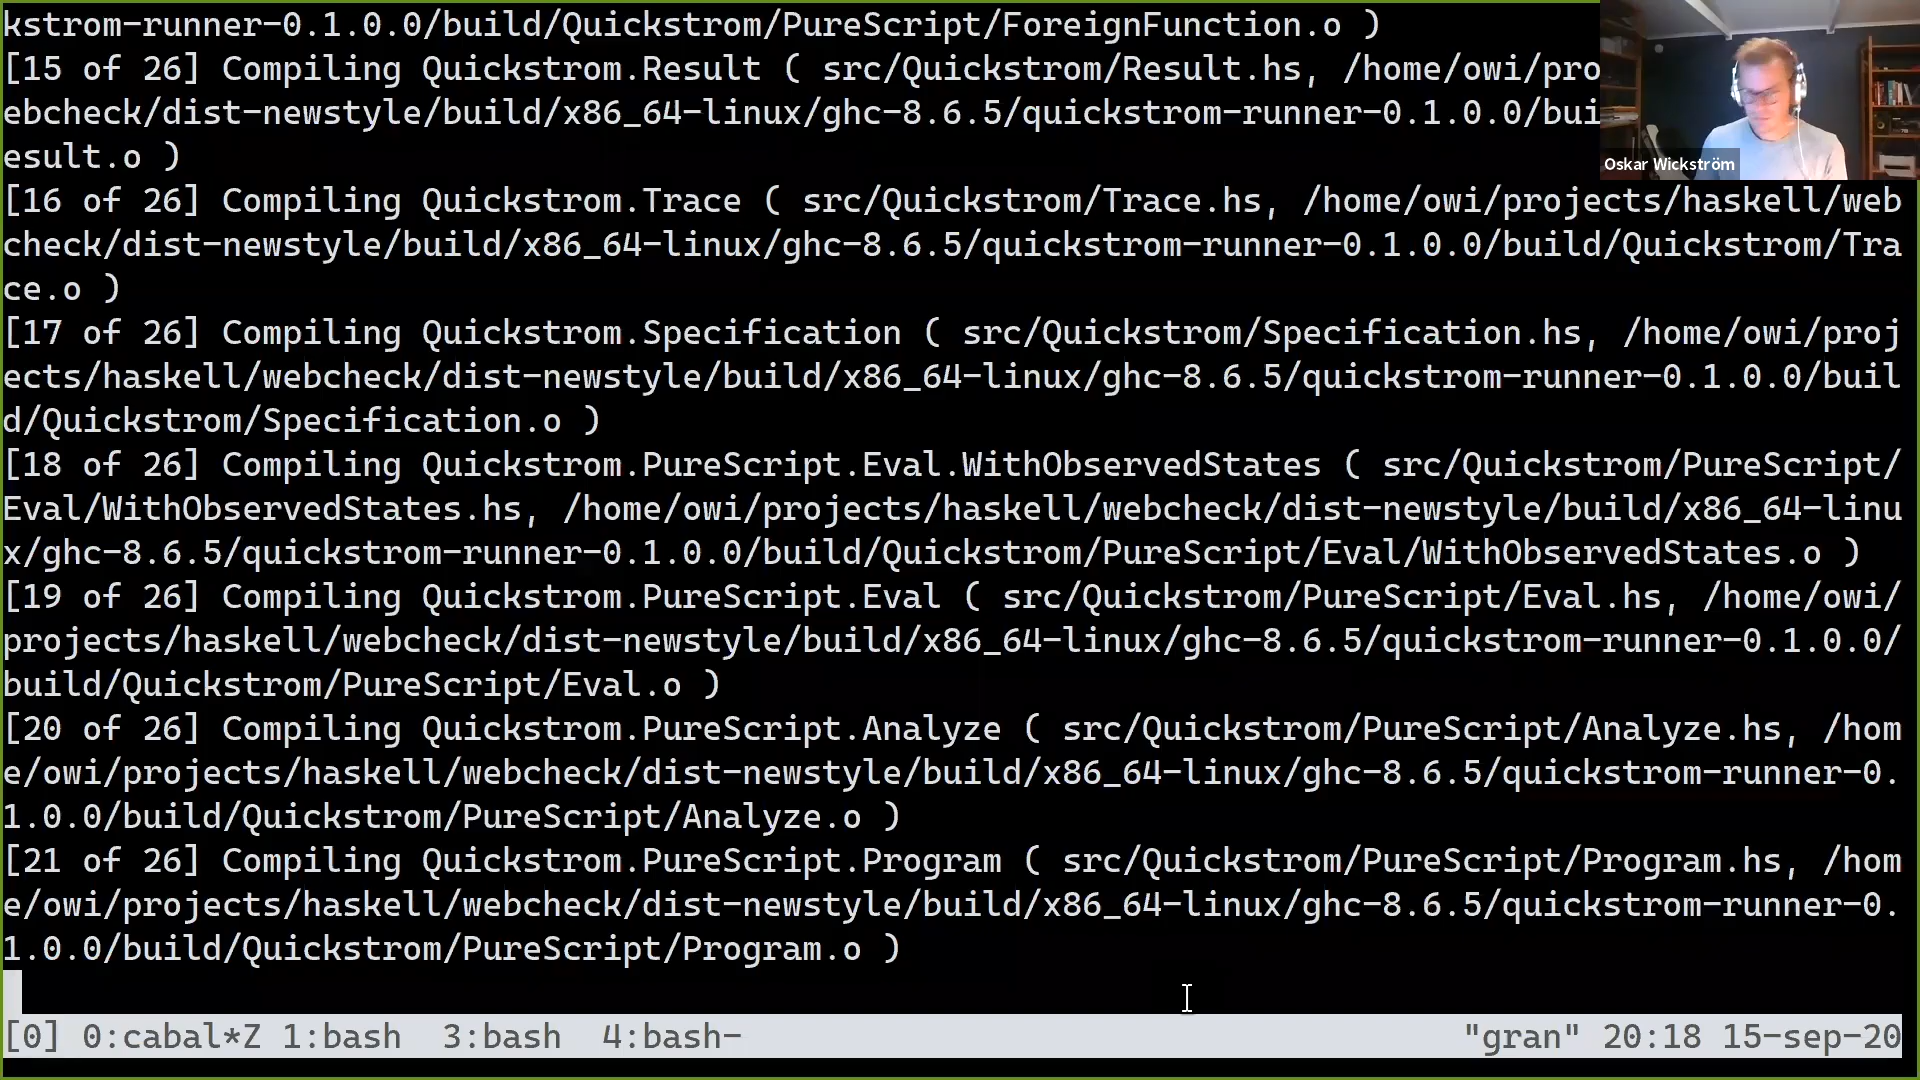 kstrom-runner-0.1.0.0/build/Quickstrom/PureScript/ForeignFunction.o )
[15 of 26] Compiling Quickstrom.Result ( src/Quickstrom/Result.hs, /home/owi/pro
ebcheck/dist-newstyle/build/x86_64-linux/ghc-8.6.5/quickstrom-runner-0.1.0.0/bui
esult.o )
Oskar Wickström
[16 of 26] Compiling Quickstrom.Trace ( src/Quickstrom/Trace.hs, /home/owi/projects/haskell/web
check/dist-newstyle/build/x86_64-linux/ghc-8.6.5/quickstrom-runner-0.1.0.0/build/Quickstrom/Tra
ce.o )
[17 of 26] Compiling Quickstrom.Specification ( src/Quickstrom/Specification.hs, /home/owi/proj
ects/haskell/webcheck/dist-newstyle/build/x86_64-linux/ghc-8.6.5/quickstrom-runner-0.1.0.0/buil
d/Quickstrom/Specification.o )
[18 of 26] Compiling Quickstrom.PureScript.Eval.WithObservedStates ( src/Quickstrom/PureScript/
Eval/WithObservedStates.hs, /home/owi/projects/haskell/webcheck/dist-newstyle/build/x86_64-linu
x/ghc-8.6.5/quickstrom-runner-0.1.0.0/build/Quickstrom/PureScript/Eval/WithObservedStates.o )
[19 of 26] Compiling Quickstrom.PureScript.Eval ( src/Quickstrom/PureScript/Eval.hs, /home/owi/
projects/haskell/webcheck/dist-newstyle/build/x86_64-linux/ghc-8.6.5/quickstrom-runner-0.1.0.0/
build/Quickstrom/PureScript/Eval.o )
[20 of 26] Compiling Quickstrom.PureScript.Analyze ( src/Quickstrom/PureScript/Analyze.hs, /hom
e/owi/projects/haskell/webcheck/dist-newstyle/build/x86_64-linux/ghc-8.6.5/quickstrom-runner-0.
1.0.0/build/Quickstrom/PureScript/Analyze.o )
[21 of 26] Compiling Quickstrom.PureScript.Program ( src/Quickstrom/PureScript/Program.hs, /hom
e/owi/projects/haskell/webcheck/dist-newstyle/build/x86_64-linux/ghc-8.6.5/quickstrom-runner-0.
1.0.0/build/Quickstrom/PureScript/Program.o )
[0] 0:cabal*Z 1:bash  3:bash  4:bash- "gran" 20:18 15-sep-20